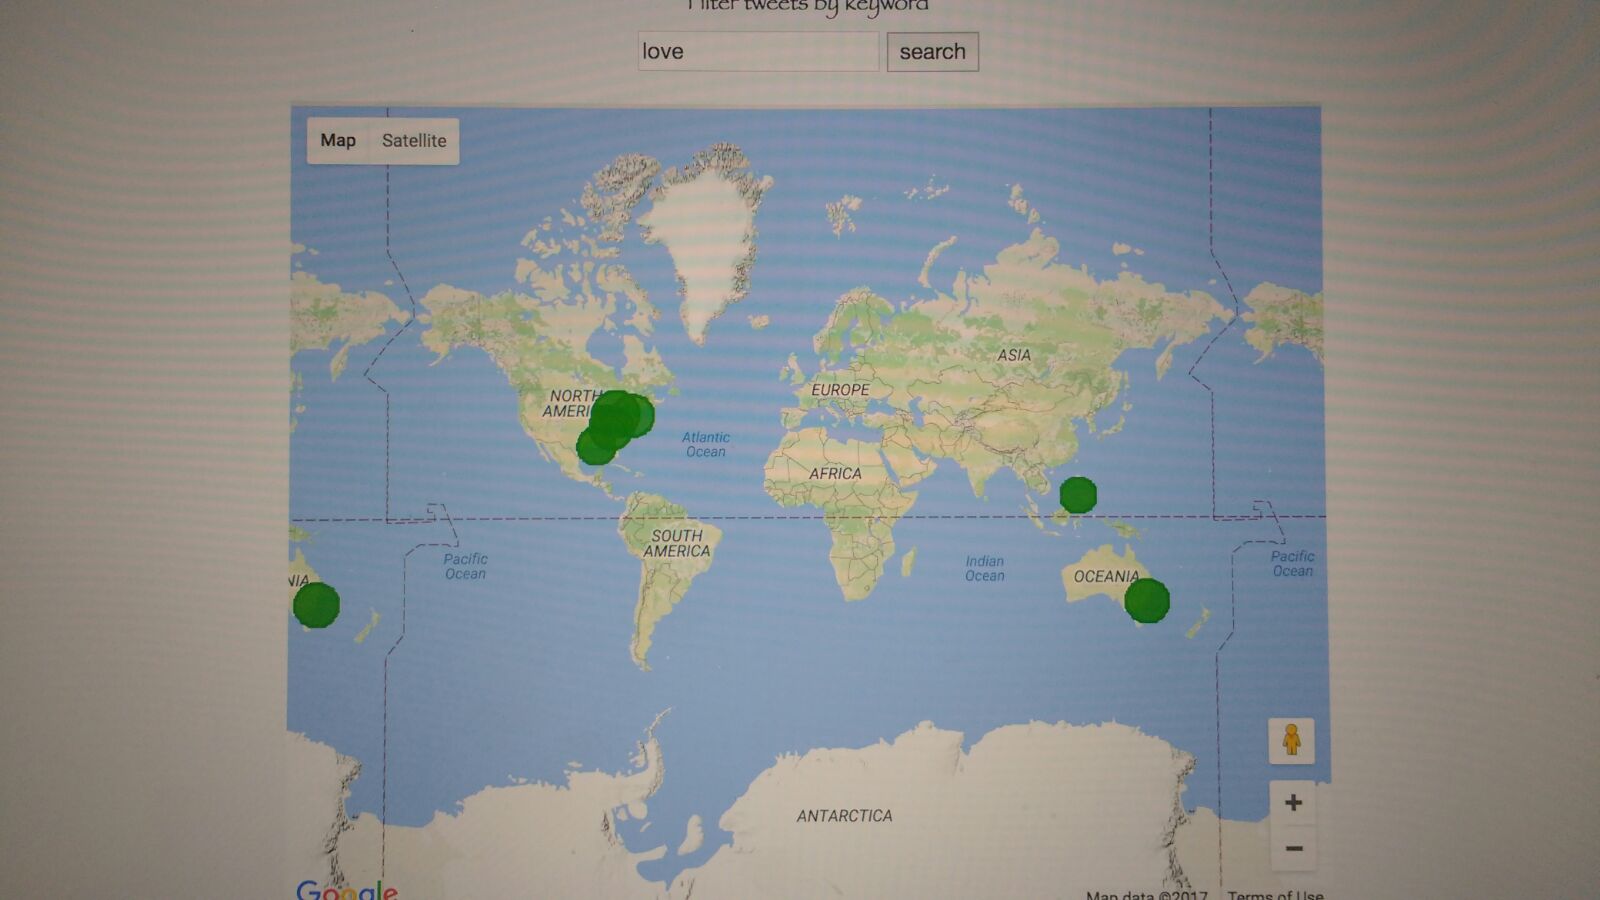 Filter tweets by keyword
love
search
Map
Satellite
NORTH
AMERI
Atlantic
Ocean
EUROPE
ASIA
AFRICA
SOUTH
AMERICA
Pacific
Ocean
Indian
Ocean
NIA
OCEANIA
Pacific
Ocean
ANTARCTICA
+
−
Google
Map data ©2017
Terms of Use